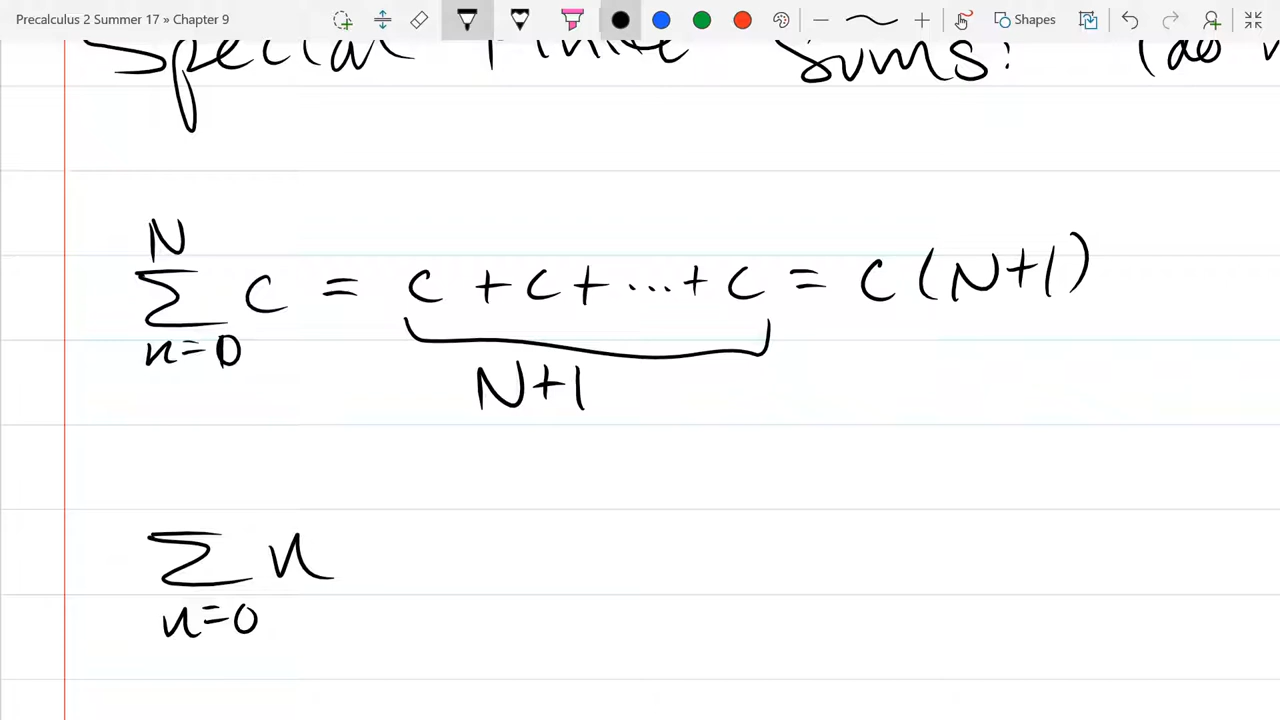 Precalculus 2 Summer 17 » Chapter 9
Shapes
Special Finite Sums:
N
∑ c = c + c + ... + c = c (N+1)
n=0
N+1
∑ n
n=0